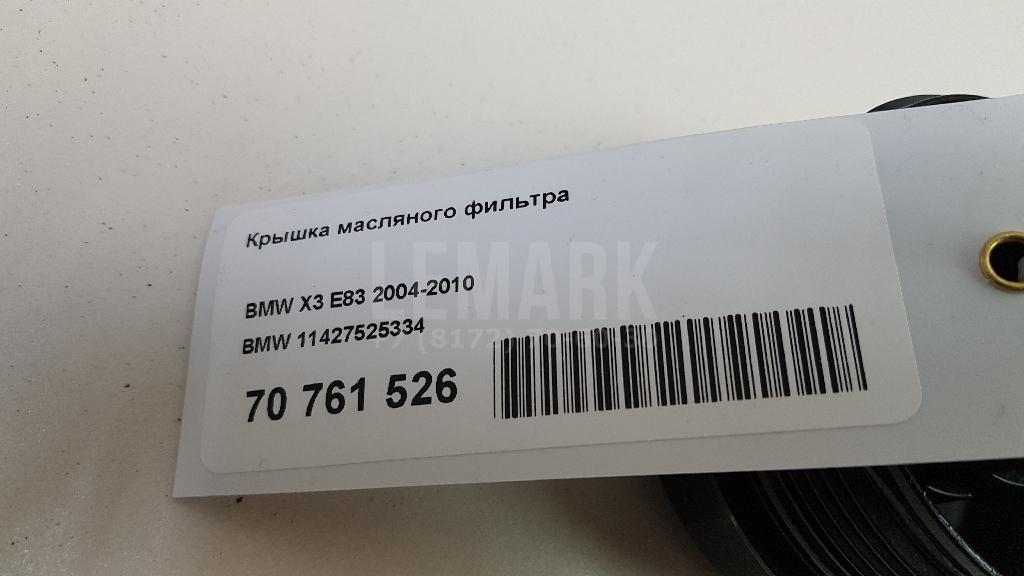 Крышка масляного фильтра
LEMARK
BMW X3 E83 2004-2010
BMW 11427525334
70 761 526